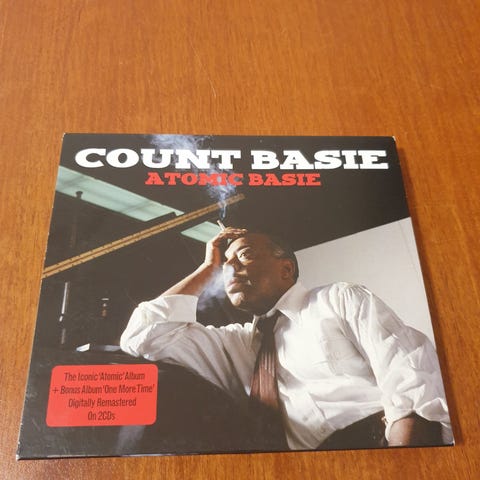 COUNT BASIE
ATOMIC BASIE
The Iconic 'Atomic' Album
+ Bonus Album 'One More Time'
Digitally Remastered
On 2CDs